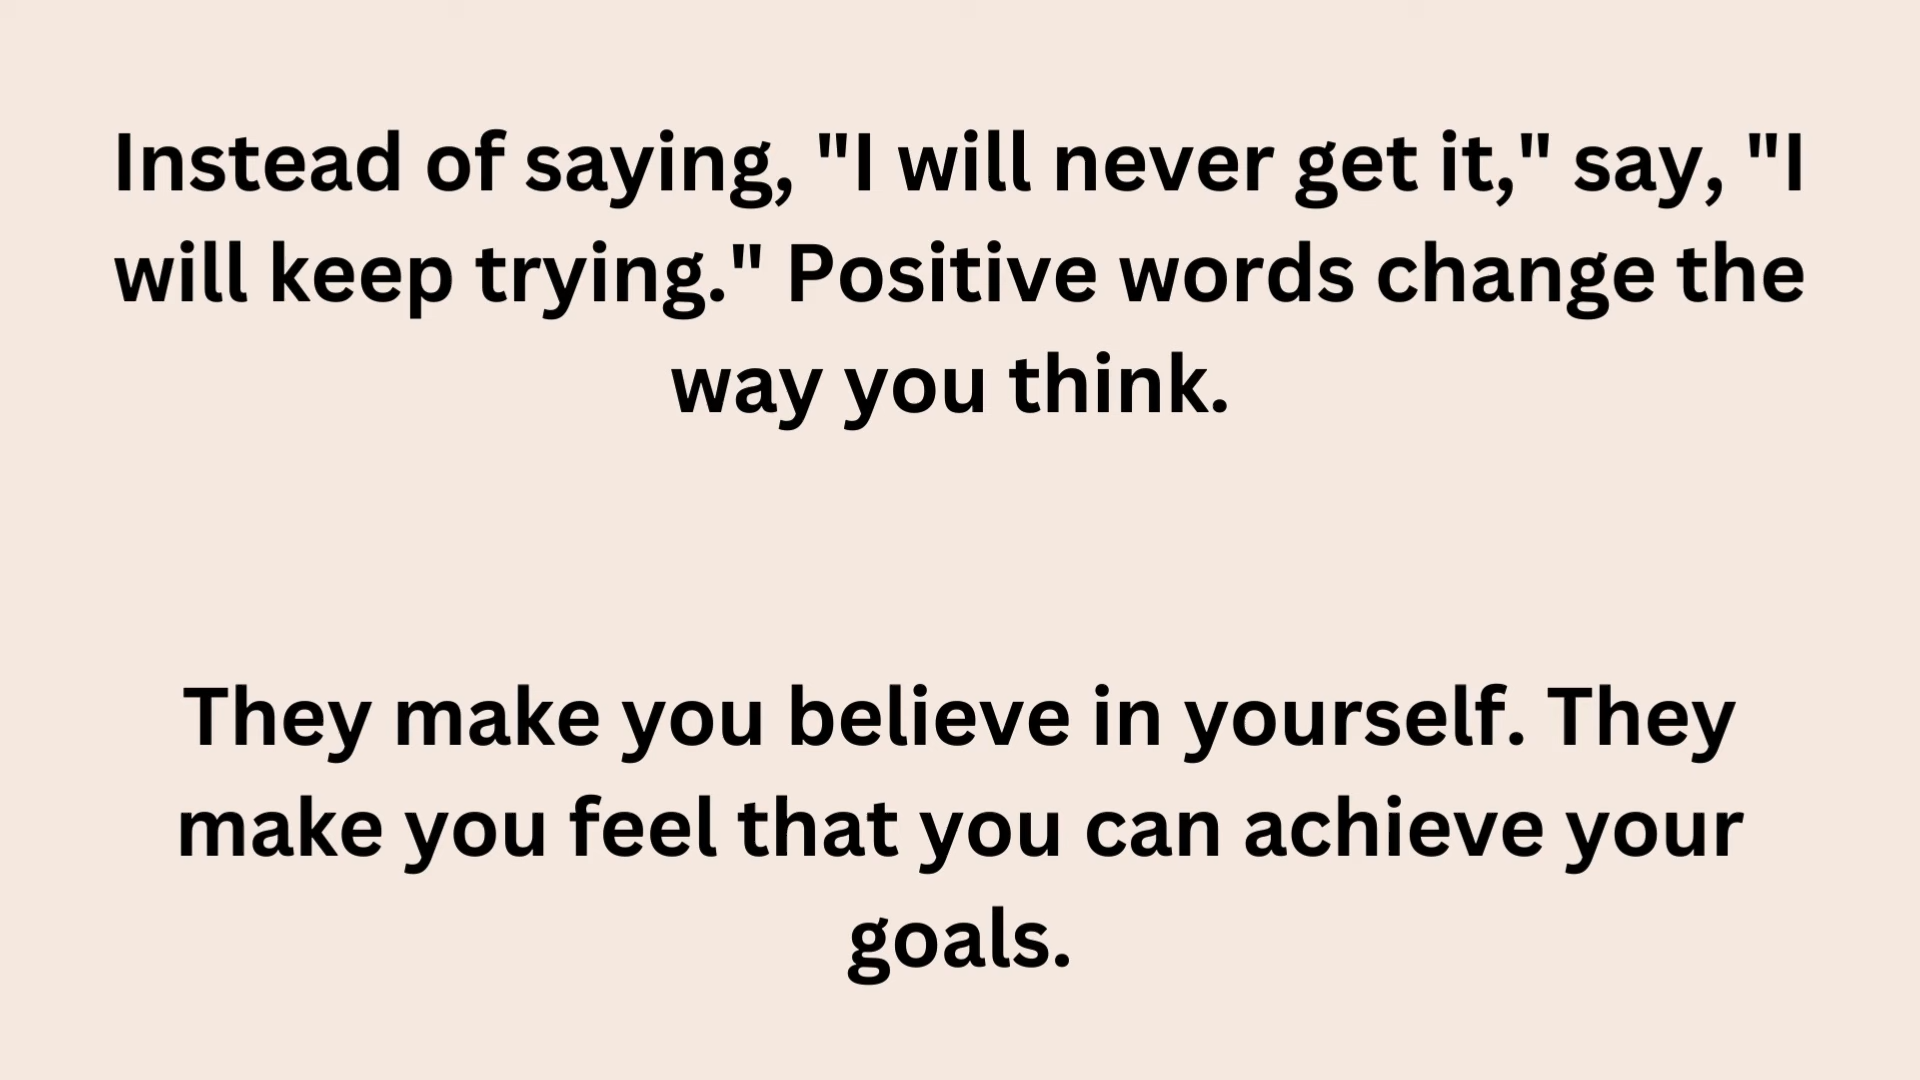 Instead of saying, "I will never get it," say, "I
will keep trying." Positive words change the
way you think.
They make you believe in yourself. They
make you feel that you can achieve your
goals.